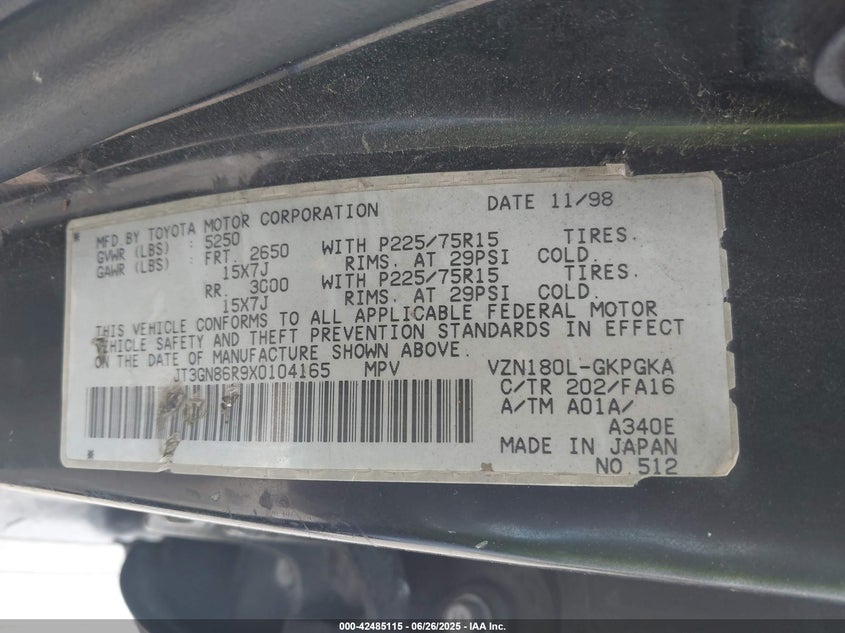 MFD BY TOYOTA MOTOR CORPORATION DATE 11/98
GVWR (LBS) : 5250
GAWR (LBS) : FRT. 2650 WITH P225/75R15 TIRES.
15X7J RIMS. AT 29PSI COLD.
RR. 3000 WITH P225/75R15 TIRES.
15X7J RIMS. AT 29PSI COLD.
THIS VEHICLE CONFORMS TO ALL APPLICABLE FEDERAL MOTOR
VEHICLE SAFETY AND THEFT PREVENTION STANDARDS IN EFFECT
ON THE DATE OF MANUFACTURE SHOWN ABOVE.
JT3GN86R9X0104165 MPV VZN180L-GKPGKA
C/TR 202/FA16
A/TM A01A/
A340E
MADE IN JAPAN
NO 512
000-42485115 - 06/26/2025 - IAA Inc.